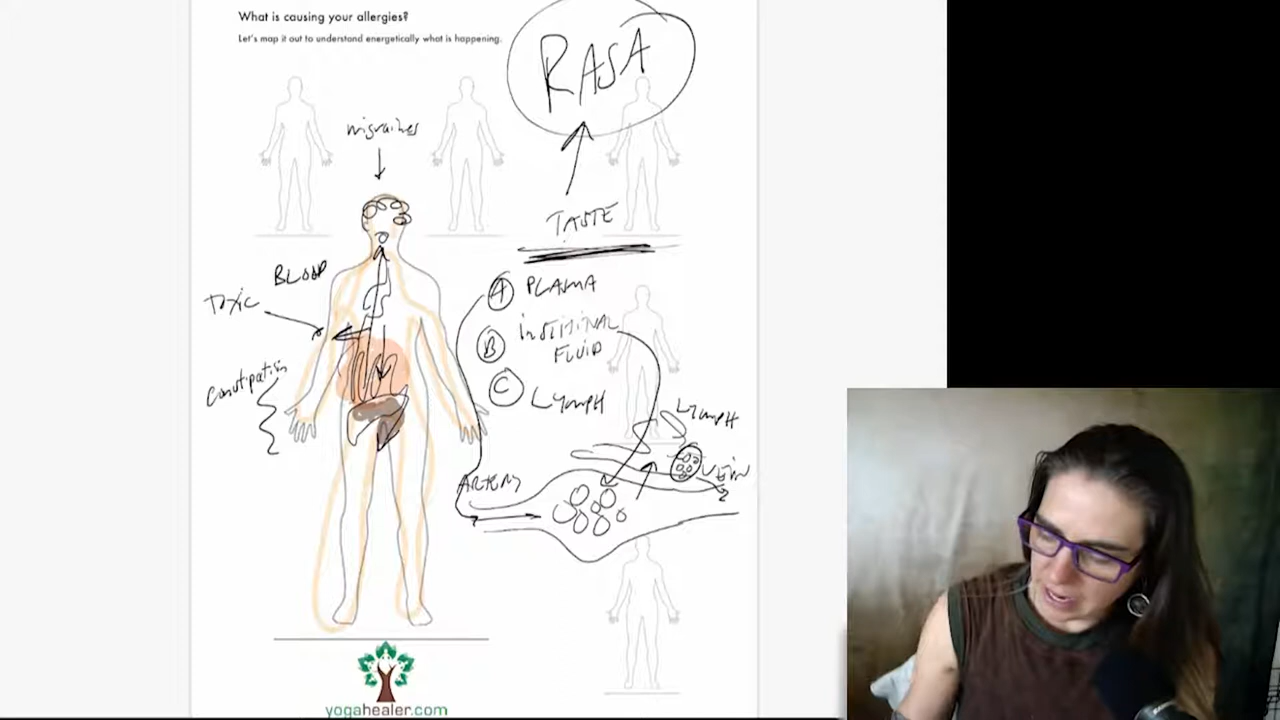 What is causing your allergies?
Let's map it out to understand energetically what is happening.
RASA
migraines
TASTE
BLOOD
TOXIC
Constipation
A PLASMA
B
FLUID
C LYMPH
LYMPH
VEIN
ARTERY
yogahealer.com